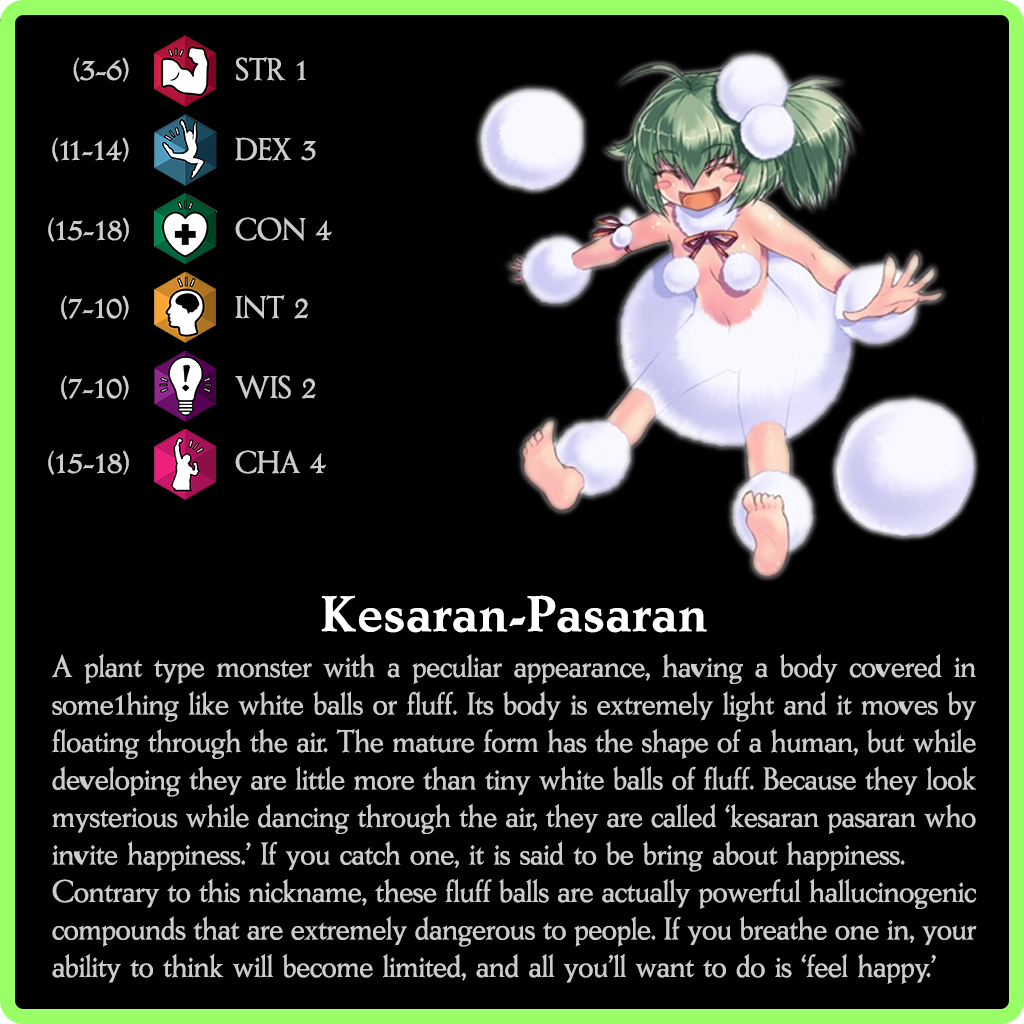 (3-6) STR 1
(11-14) DEX 3
(15-18) CON 4
(7-10) INT 2
(7-10) WIS 2
(15-18) CHA 4
Kesaran-Pasaran
A plant type monster with a peculiar appearance, having a body covered in
some1hing like white balls or fluff. Its body is extremely light and it moves by
floating through the air. The mature form has the shape of a human, but while
developing they are little more than tiny white balls of fluff. Because they look
mysterious while dancing through the air, they are called ‘kesaran pasaran who
invite happiness.’ If you catch one, it is said to be bring about happiness.
Contrary to this nickname, these fluff balls are actually powerful hallucinogenic
compounds that are extremely dangerous to people. If you breathe one in, your
ability to think will become limited, and all you’ll want to do is ‘feel happy.’